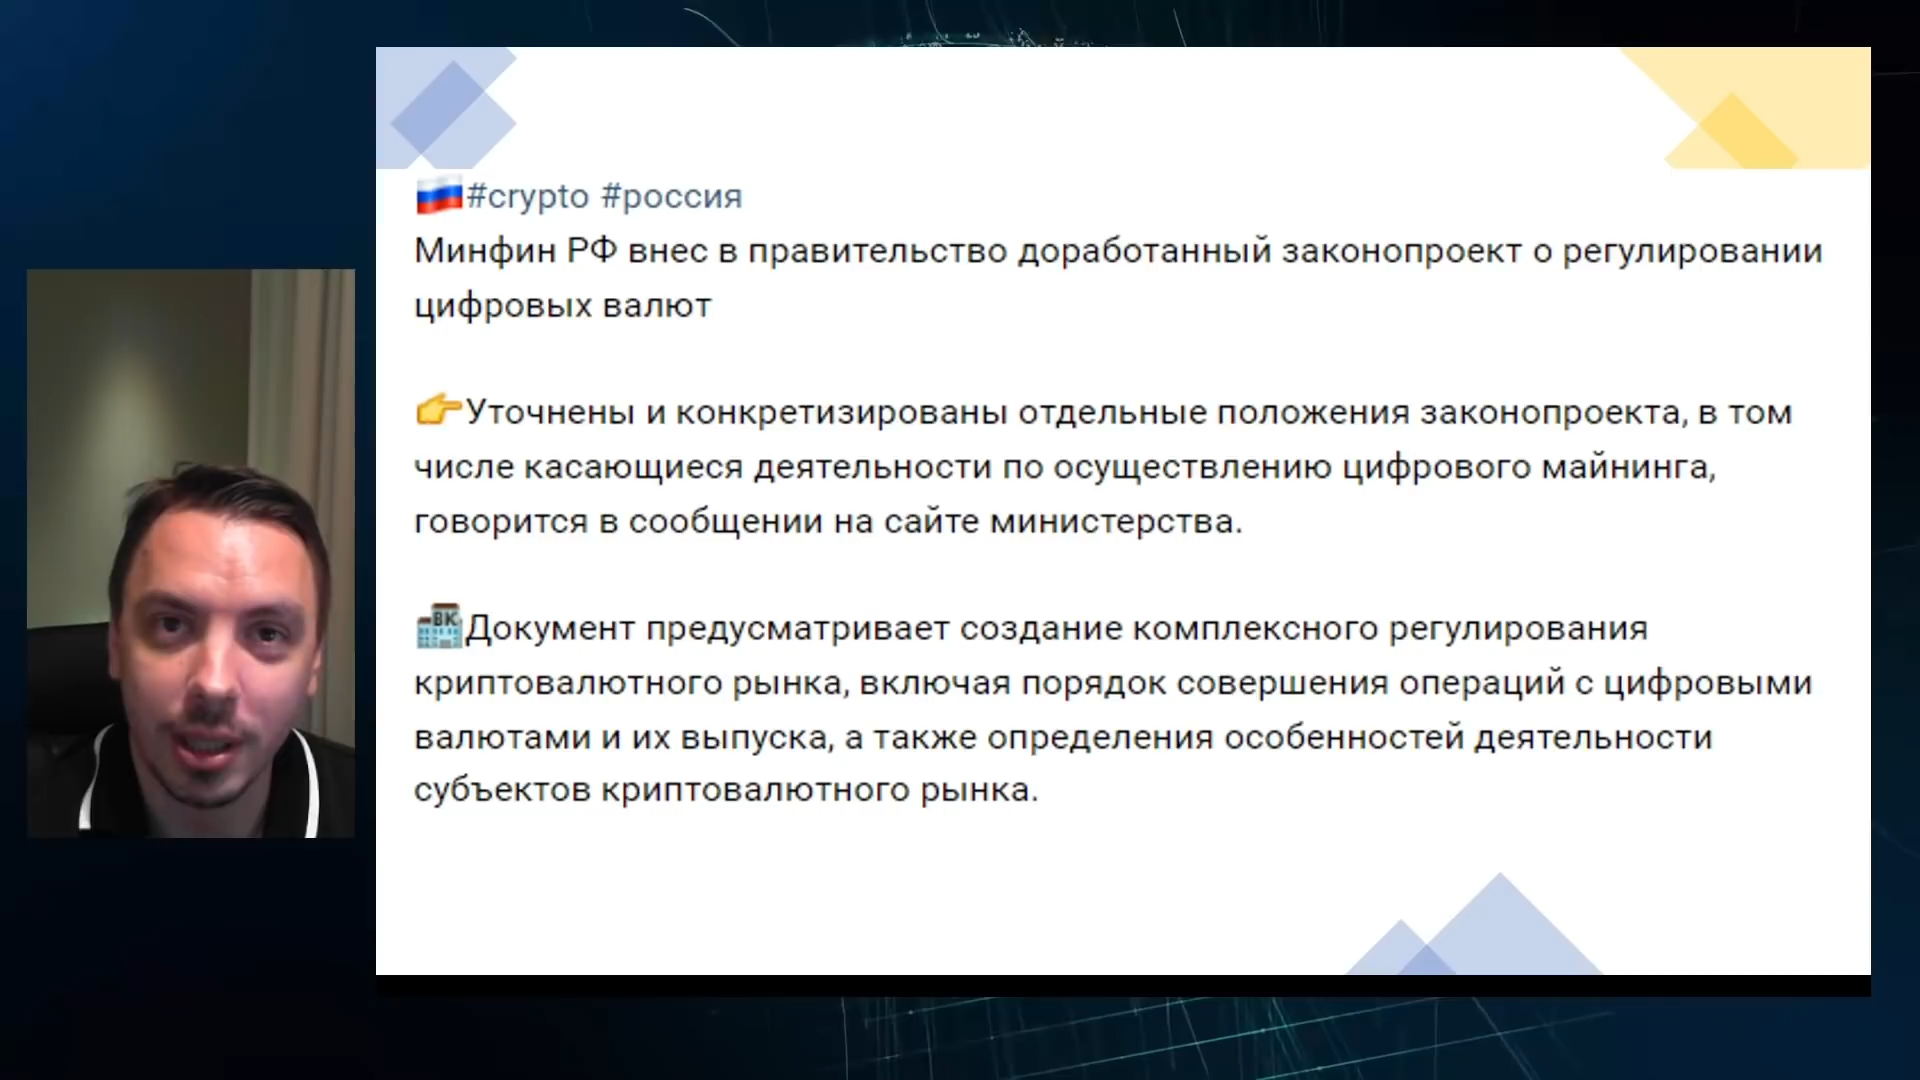 #crypto #россия
Минфин РФ внес в правительство доработанный законопроект о регулировании
цифровых валют
Уточнены и конкретизированы отдельные положения законопроекта, в том
числе касающиеся деятельности по осуществлению цифрового майнинга,
говорится в сообщении на сайте министерства.
ВК
Документ предусматривает создание комплексного регулирования
криптовалютного рынка, включая порядок совершения операций с цифровыми
валютами и их выпуска, а также определения особенностей деятельности
субъектов криптовалютного рынка.